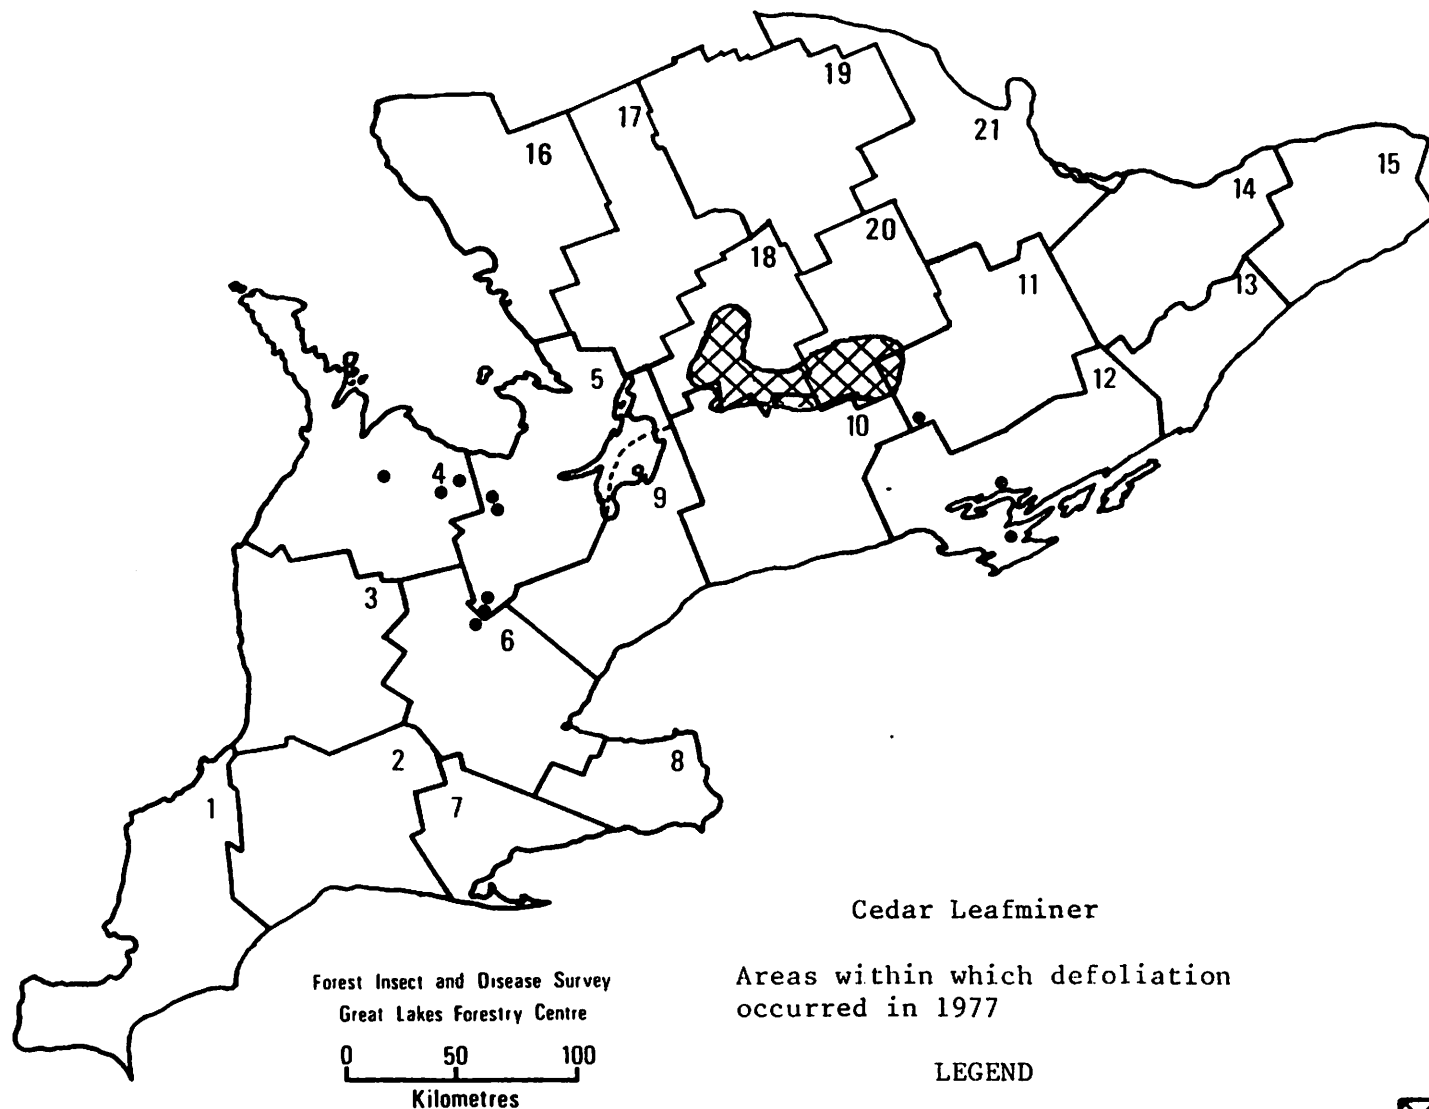 19
17
21
16
15
14
20
18
11
13
5
12
10
4
9
3
6
2
8
1
7
Cedar Leafminer
Areas within which defoliation
occurred in 1977
Forest Insect and Disease Survey
Great Lakes Forestry Centre
0 50 100
Kilometres
LEGEND